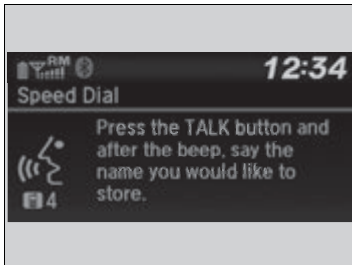 RM 12:34
Speed Dial
Press the TALK button and
after the beep, say the
name you would like to
store.
4